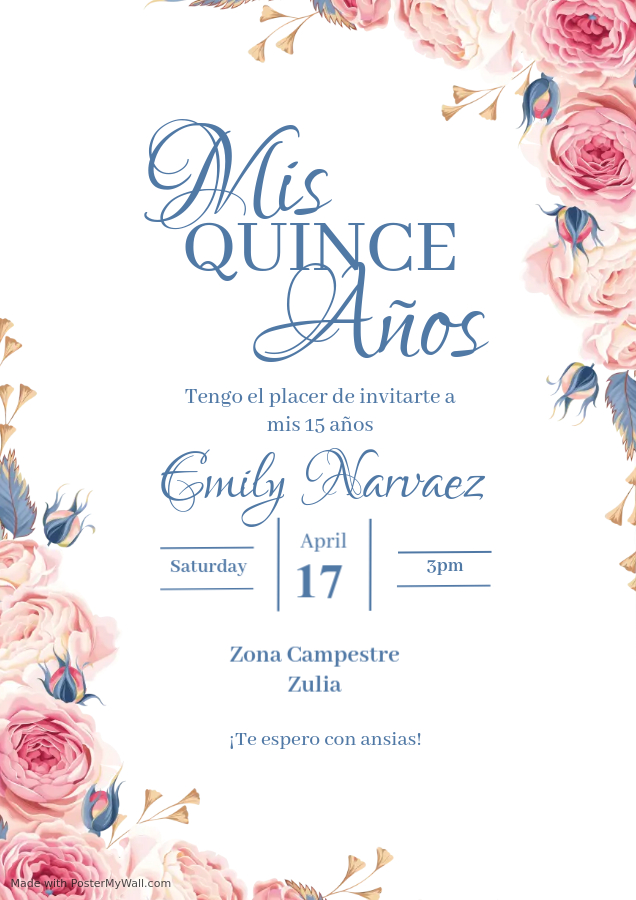 Mis
QUINCE
Años
Tengo el placer de invitarte a
mis 15 años
Emily Narvaez
April
Saturday
17
3pm
Zona Campestre
Zulia
¡Te espero con ansias!
Made with PosterMyWall.com